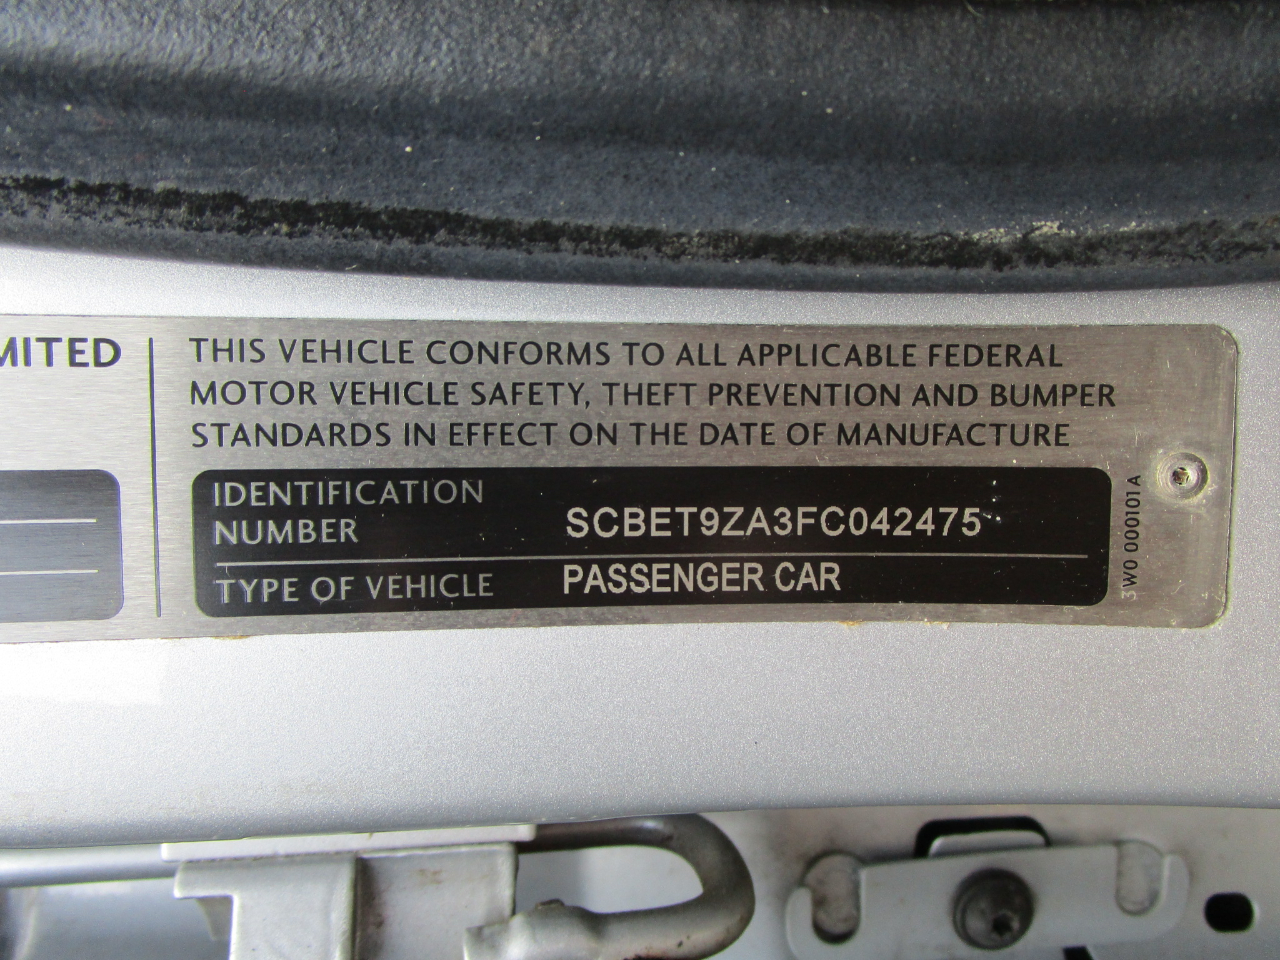 MITED
THIS VEHICLE CONFORMS TO ALL APPLICABLE FEDERAL
MOTOR VEHICLE SAFETY, THEFT PREVENTION AND BUMPER
STANDARDS IN EFFECT ON THE DATE OF MANUFACTURE
IDENTIFICATION
NUMBER SCBET9ZA3FC042475
TYPE OF VEHICLE PASSENGER CAR
3W0 000101 A